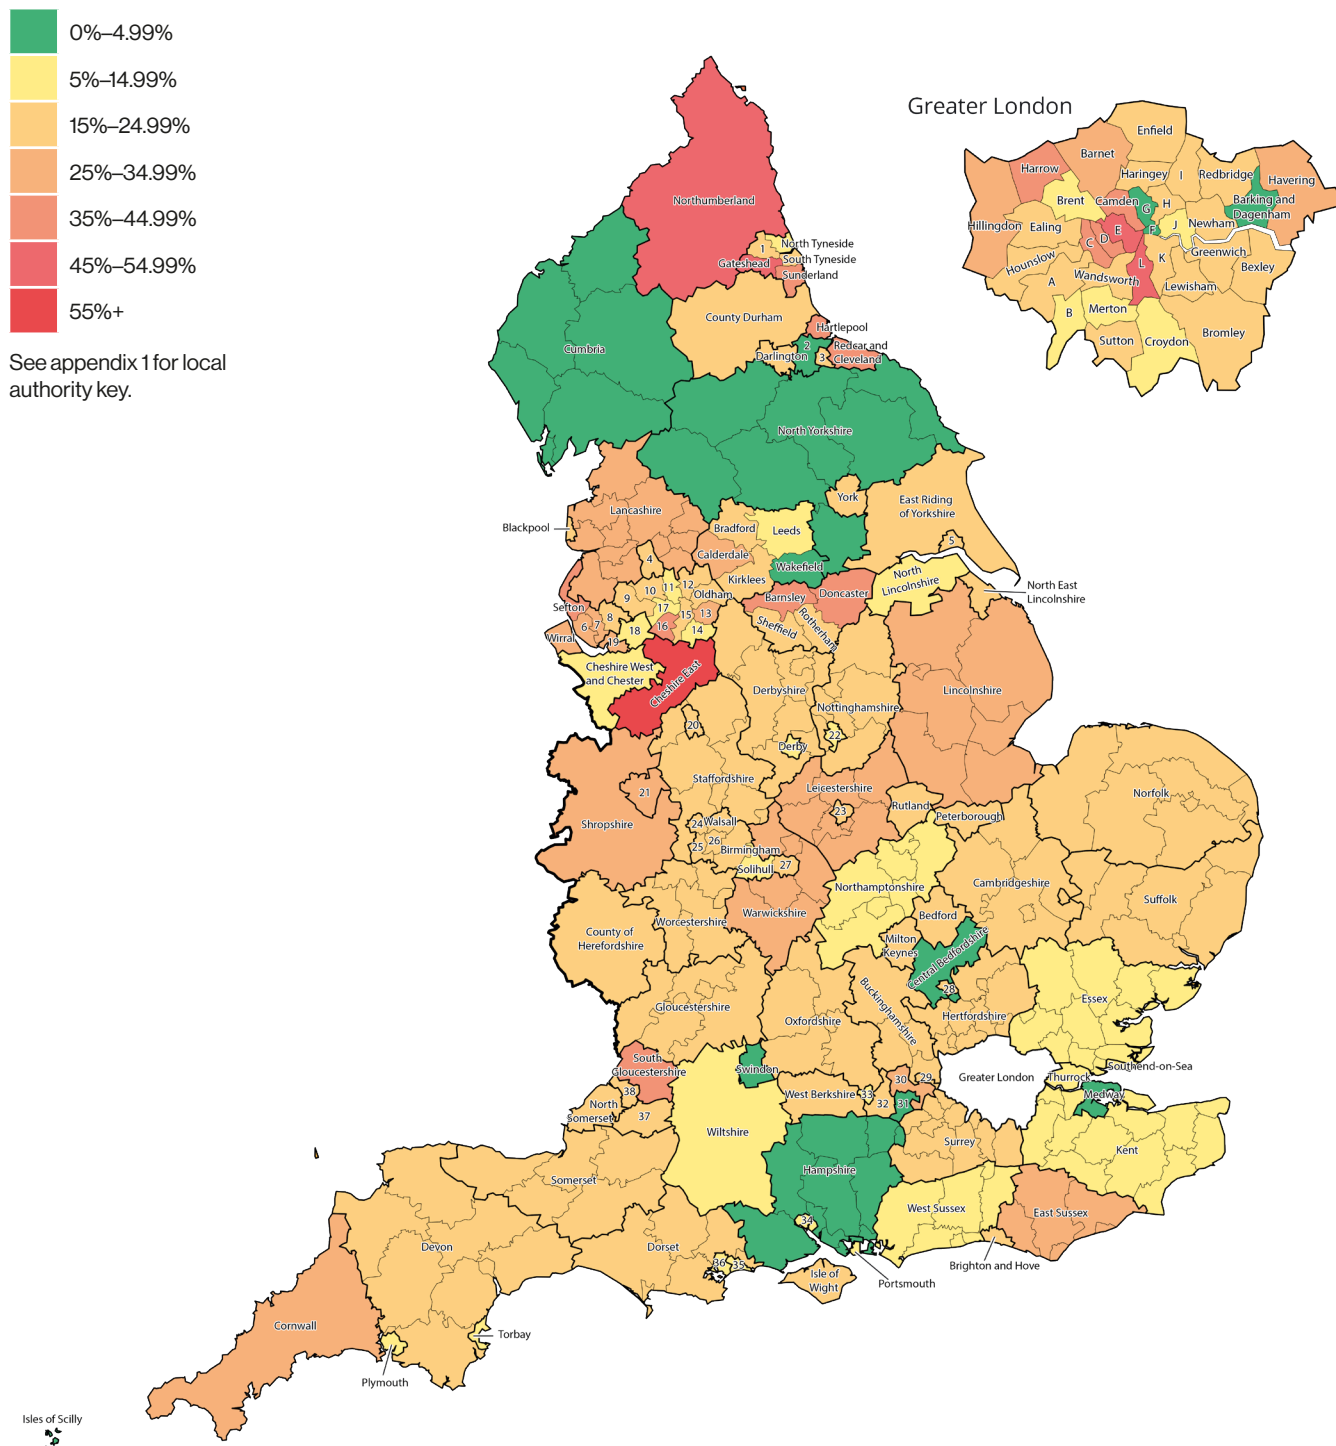 0%–4.99%
5%–14.99%
15%–24.99%
25%–34.99%
35%–44.99%
45%–54.99%
55%+
See appendix 1 for local
authority key.
Greater London
Enfield
Barnet
Harrow
Haringey
I
Redbridge
Havering
Brent
Camden
G
H
Barking and
Dagenham
Hillingdon
Ealing
E
F
J
Newham
C
D
Greenwich
Hounslow
L
K
Bexley
A
Wandsworth
Lewisham
B
Merton
Bromley
Sutton
Croydon
Northumberland
1
North Tyneside
Gateshead
South Tyneside
Sunderland
County Durham
Hartlepool
Cumbria
Darlington
2
3
Redcar and
Cleveland
North Yorkshire
York
East Riding
of Yorkshire
Lancashire
Blackpool
Bradford
Leeds
5
Calderdale
4
Wakefield
Kirklees
North
Lincolnshire
North East
Lincolnshire
9
10
11
12
Oldham
Barnsley
Doncaster
Sefton
17
15
13
8
6
7
18
16
14
Sheffield
Rotherham
Wirral
19
Cheshire West
and Chester
Cheshire East
Derbyshire
Lincolnshire
Nottinghamshire
20
22
Derby
Staffordshire
Leicestershire
21
23
Rutland
Norfolk
Peterborough
Shropshire
24
Walsall
25
26
Birmingham
Solihull
27
Northamptonshire
Cambridgeshire
Suffolk
Warwickshire
Bedford
Worcestershire
County of
Herefordshire
Milton
Keynes
Central Bedfordshire
28
Essex
Gloucestershire
Oxfordshire
Buckinghamshire
Hertfordshire
South
Gloucestershire
Swindon
Southend-on-Sea
30
29
Greater London
Thurrock
38
West Berkshire
33
32
31
Medway
North
Somerset
37
Wiltshire
Surrey
Kent
Hampshire
Somerset
West Sussex
East Sussex
34
Devon
Dorset
36
35
Isle of
Wight
Portsmouth
Brighton and Hove
Cornwall
Torbay
Plymouth
Isles of Scilly